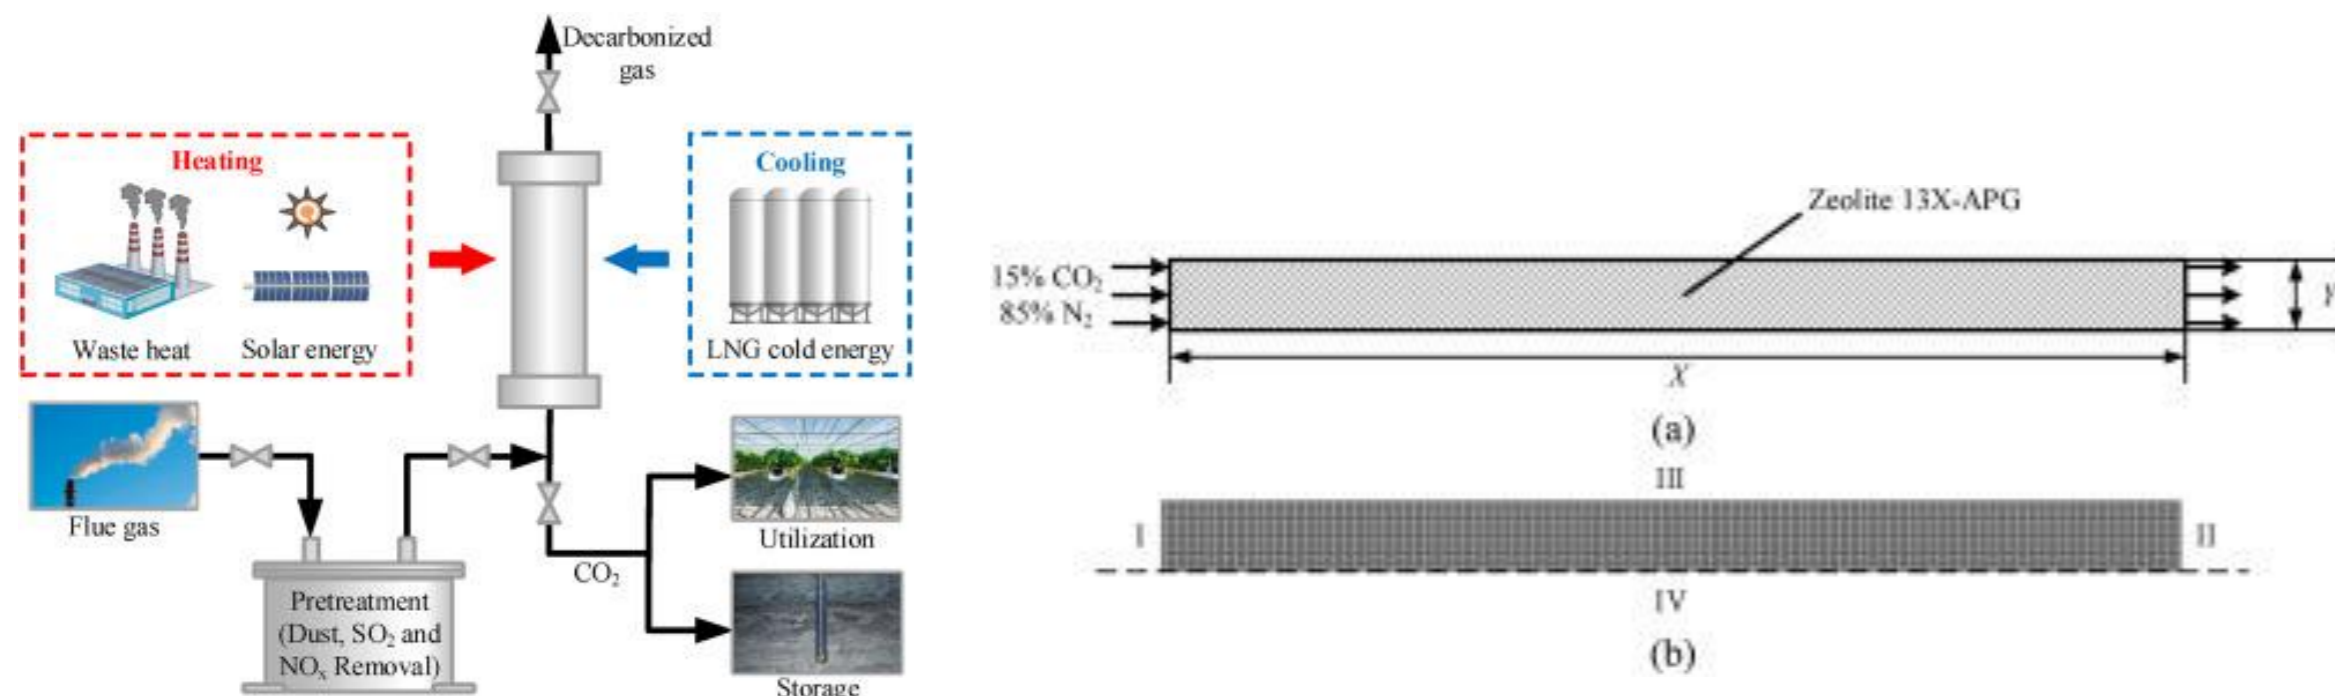 Decarbonized
gas
Heating
Waste heat
Solar energy
Cooling
LNG cold energy
Flue gas
Pretreatment
(Dust, SO₂ and
NOₓ Removal)
CO₂
Utilization
Storage
Zeolite 13X-APG
15% CO₂
85% N₂
X
(a)
III
I
II
IV
(b)